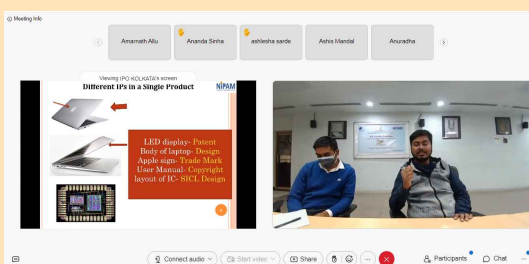 Meeting Info
Amarnath Allu
Ananda Sinha
ashlesha sarde
Ashis Mandal
Anuradha
Viewing IPO KOLKATA's screen
Different IPs in a Single Product
NIPAM
LED display- Patent
Body of laptop- Design
Apple sign- Trade Mark
User Manual- Copyright
layout of IC- SICL Design
Connect audio
Start video
Share
Participants
Chat